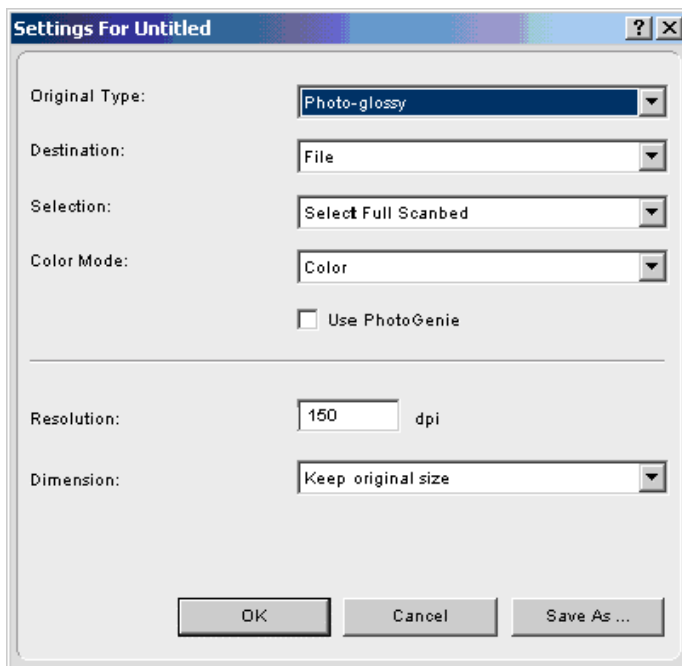 Settings For Untitled
Original Type: Photo-glossy
Destination: File
Selection: Select Full Scanbed
Color Mode: Color
Use PhotoGenie
Resolution: 150 dpi
Dimension: Keep original size
OK Cancel Save As ...